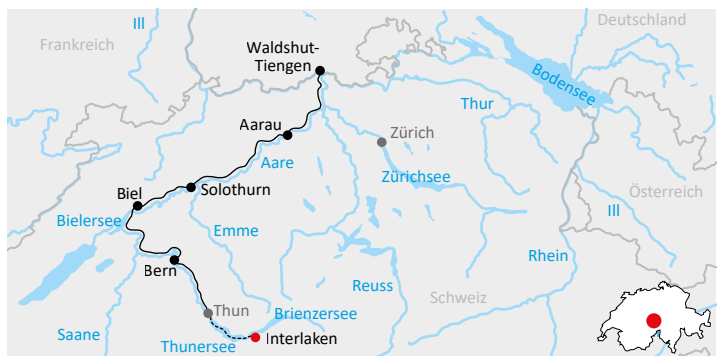 Ill
Deutschland
Frankreich
Waldshut-
Tiengen
Bodensee
Thur
Aarau
Zürich
Aare
Zürichsee
Solothurn
Biel
Österreich
Bielersee
Emme
Ill
Bern
Rhein
Reuss
Schweiz
Thun
Brienzersee
Saane
Interlaken
Thunersee